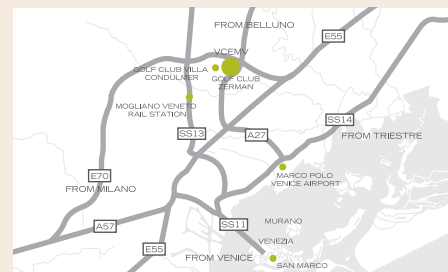 FROM BELLUNO
E55
VCEMV
GOLF CLUB VILLA
CONDULMER
GOLF CLUB
ZERMAN
MOGLIANO VENETO
RAIL STATION
SS14
SS13
A27
FROM TRIESTRE
E70
FROM MILANO
MARCO POLO
VENICE AIRPORT
A57
SS11
MURANO
E55
VENEZIA
FROM VENICE
SAN MARCO